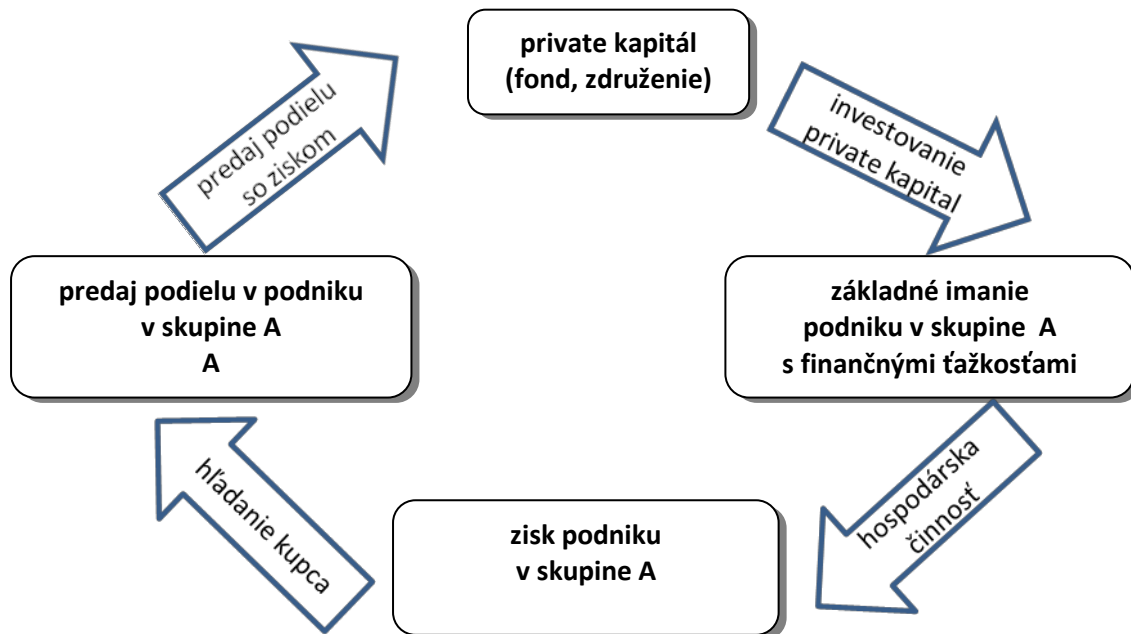 private kapitál
(fond, združenie)
investovanie
private kapital
základné imanie
podniku v skupine A
s finančnými ťažkosťami
hospodárska
činnosť
zisk podniku
v skupine A
hľadanie kupca
predaj podielu v podniku
v skupine A
A
predaj podielu
so ziskom